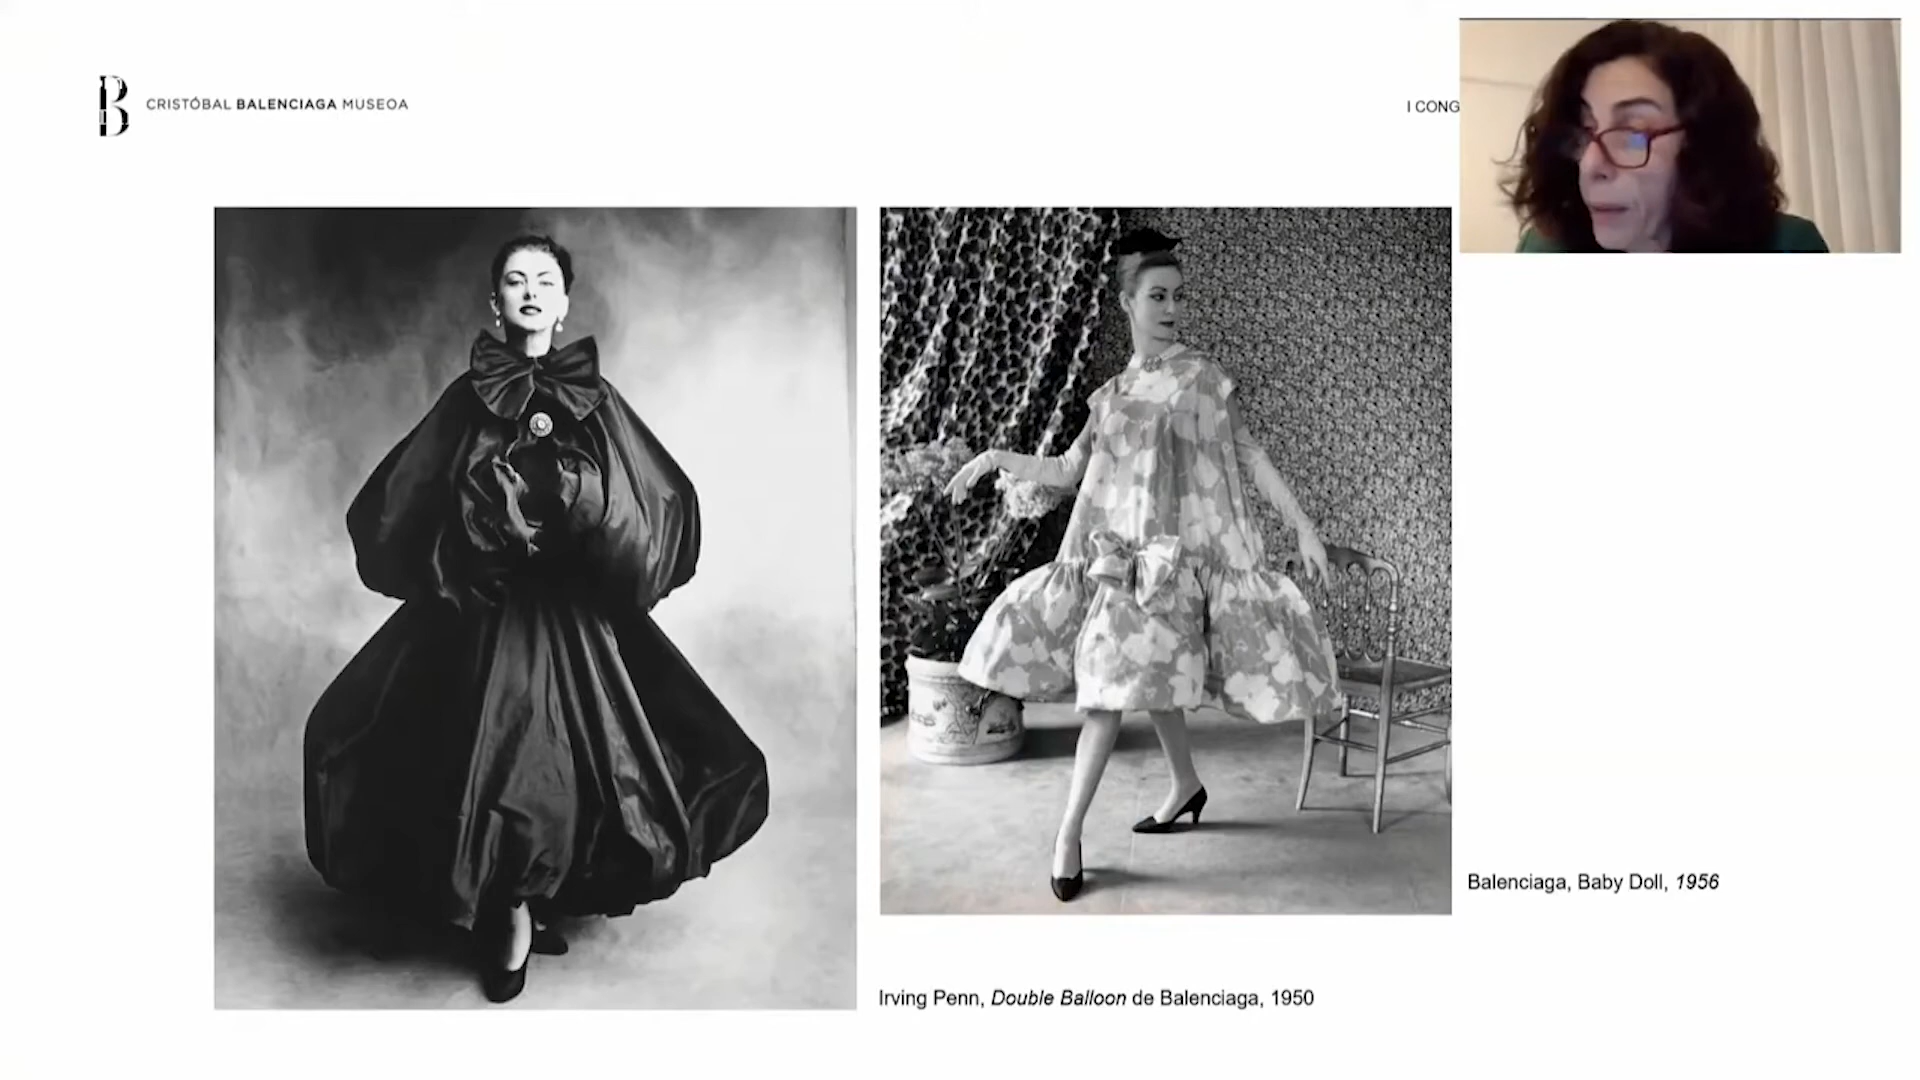 B
CRISTÓBAL BALENCIAGA MUSEOA
I CONG
Balenciaga, Baby Doll, 1956
Irving Penn, Double Balloon de Balenciaga, 1950